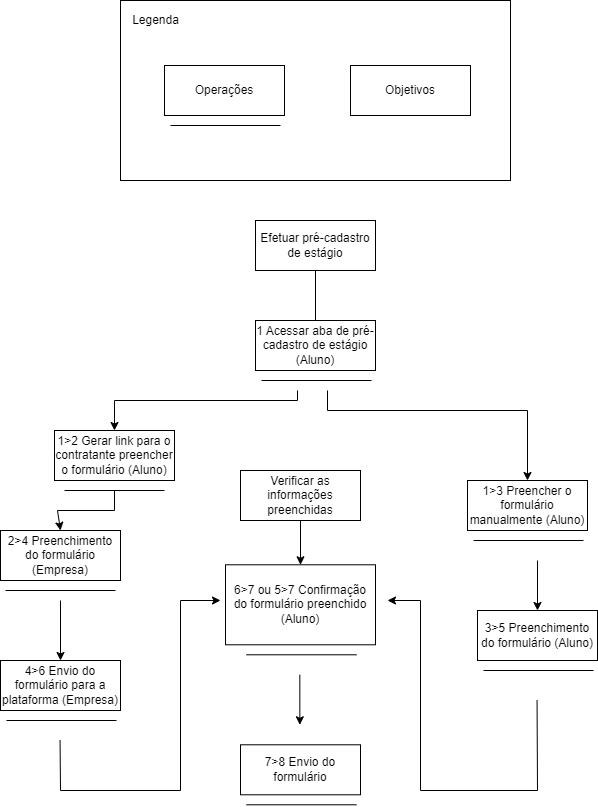 Legenda
Operações
Objetivos
Efetuar pré-cadastro
de estágio
1 Acessar aba de pré-
cadastro de estágio
(Aluno)
1>2 Gerar link para o
contratante preencher
o formulário (Aluno)
2>4 Preenchimento
do formulário
(Empresa)
4>6 Envio do
formulário para a
plataforma (Empresa)
Verificar as
informações
preenchidas
6>7 ou 5>7 Confirmação
do formulário preenchido
(Aluno)
7>8 Envio do
formulário
1>3 Preencher o
formulário
manualmente (Aluno)
3>5 Preenchimento
do formulário (Aluno)